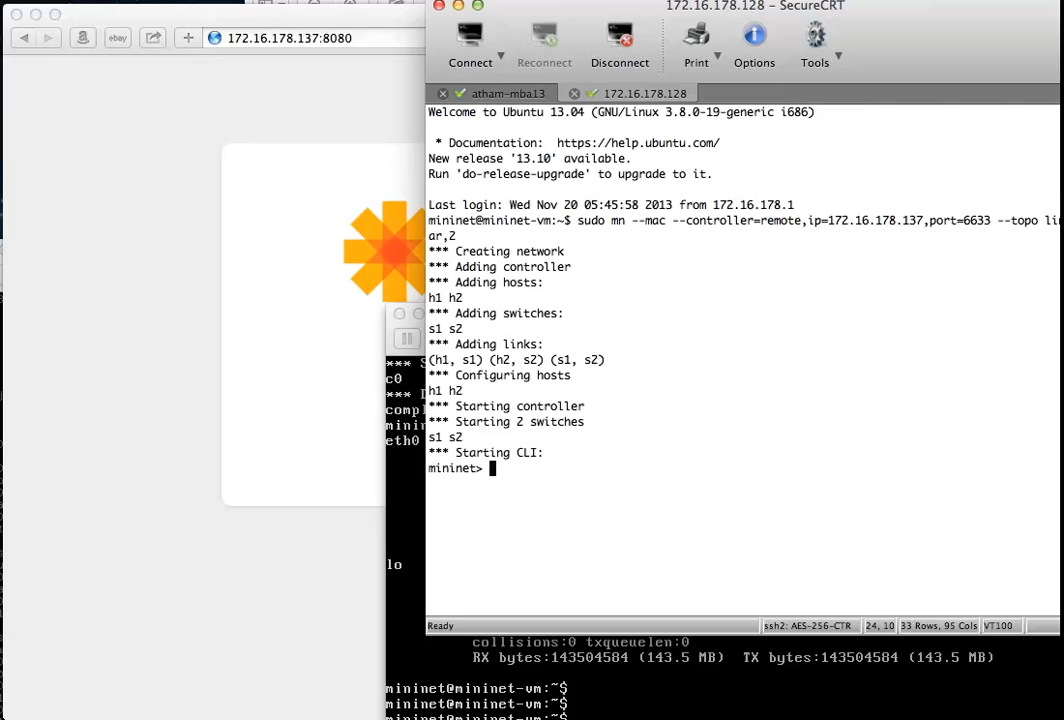 172.16.178.128 – SecureCRT
ebay
172.16.178.137:8080
Connect
Reconnect
Disconnect
Print
Options
Tools
atham-mba13
172.16.178.128
Welcome to Ubuntu 13.04 (GNU/Linux 3.8.0-19-generic i686)
* Documentation:  https://help.ubuntu.com/
New release '13.10' available.
Run 'do-release-upgrade' to upgrade to it.
Last login: Wed Nov 20 05:45:58 2013 from 172.16.178.1
mininet@mininet-vm:~$ sudo mn --mac --controller=remote,ip=172.16.178.137,port=6633 --topo lin
ar,2
*** Creating network
*** Adding controller
*** Adding hosts:
h1 h2
*** Adding switches:
s1 s2
*** Adding links:
(h1, s1) (h2, s2) (s1, s2)
*** Configuring hosts
h1 h2
*** Starting controller
*** Starting 2 switches
s1 s2
*** Starting CLI:
mininet>
*** S
c0
*** D
comp
minin
eth0
lo
Ready
ssh2: AES-256-CTR
24, 10
33 Rows, 95 Cols
VT100
collisions:0 txqueuelen:0
RX bytes:143504584 (143.5 MB)  TX bytes:143504584 (143.5 MB)
mininet@mininet-vm:~$
mininet@mininet-vm:~$
mininet@mininet-vm:~$